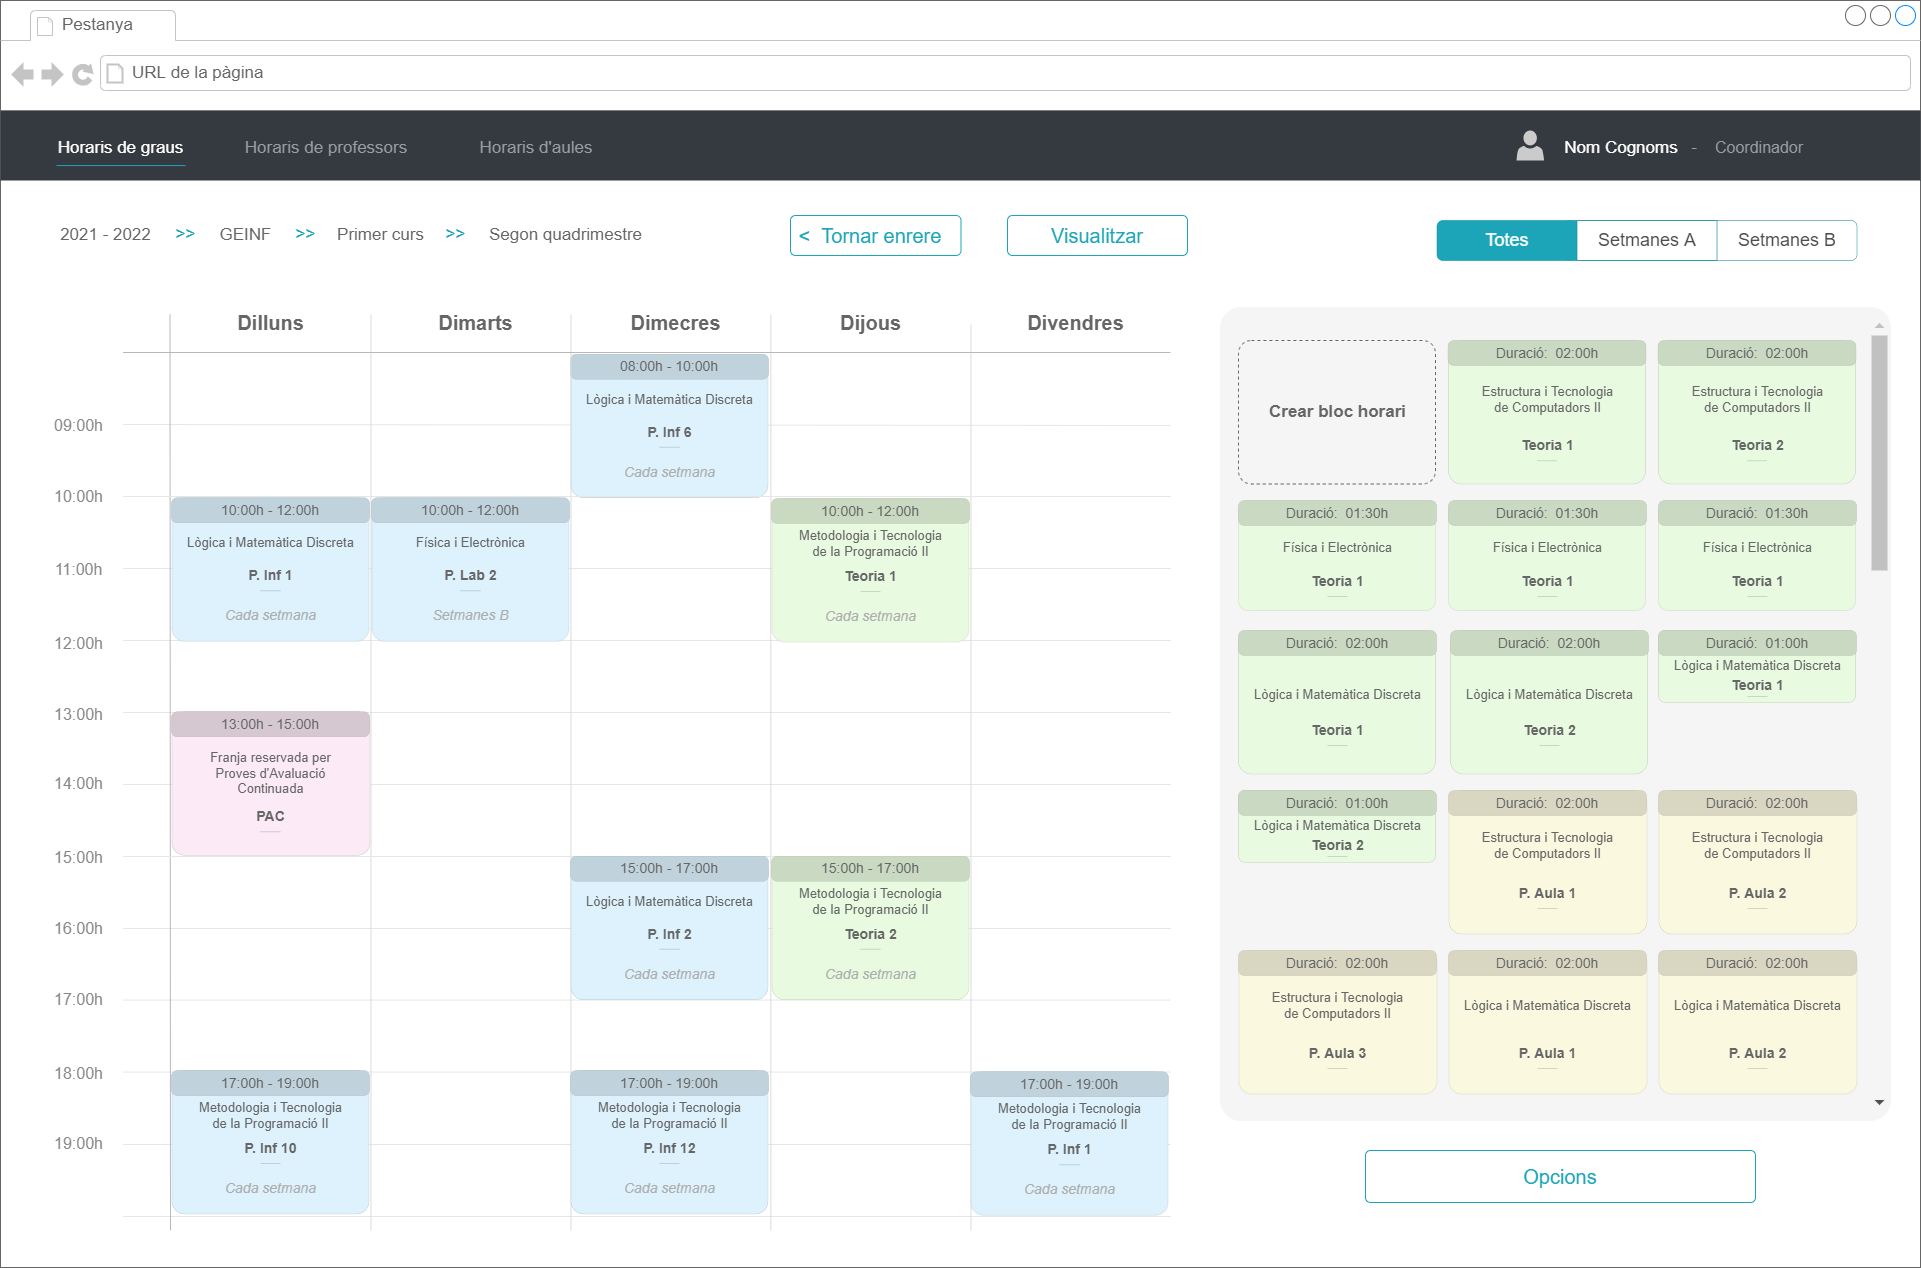 Pestanya
URL de la pàgina
Horaris de graus
Horaris de professors
Horaris d'aules
Nom Cognoms - Coordinador
2021 - 2022 >> GEINF >> Primer curs >> Segon quadrimestre
< Tornar enrere
Visualitzar
Totes
Setmanes A
Setmanes B
Dilluns
Dimarts
Dimecres
Dijous
Divendres
09:00h
10:00h
11:00h
12:00h
13:00h
14:00h
15:00h
16:00h
17:00h
18:00h
19:00h
08:00h - 10:00h
Lògica i Matemàtica Discreta
P. Inf 6
Cada setmana
10:00h - 12:00h
Lògica i Matemàtica Discreta
P. Inf 1
Cada setmana
10:00h - 12:00h
Física i Electrònica
P. Lab 2
Setmanes B
10:00h - 12:00h
Metodologia i Tecnologia
de la Programació II
Teoria 1
Cada setmana
13:00h - 15:00h
Franja reservada per
Proves d'Avaluació
Continuada
PAC
15:00h - 17:00h
Lògica i Matemàtica Discreta
P. Inf 2
Cada setmana
15:00h - 17:00h
Metodologia i Tecnologia
de la Programació II
Teoria 2
Cada setmana
17:00h - 19:00h
Metodologia i Tecnologia
de la Programació II
P. Inf 10
Cada setmana
17:00h - 19:00h
Metodologia i Tecnologia
de la Programació II
P. Inf 12
Cada setmana
17:00h - 19:00h
Metodologia i Tecnologia
de la Programació II
P. Inf 1
Cada setmana
Crear bloc horari
Duració: 02:00h
Estructura i Tecnologia
de Computadors II
Teoria 1
Duració: 02:00h
Estructura i Tecnologia
de Computadors II
Teoria 2
Duració: 01:30h
Física i Electrònica
Teoria 1
Duració: 01:30h
Física i Electrònica
Teoria 1
Duració: 01:30h
Física i Electrònica
Teoria 1
Duració: 02:00h
Lògica i Matemàtica Discreta
Teoria 1
Duració: 02:00h
Lògica i Matemàtica Discreta
Teoria 2
Duració: 01:00h
Lògica i Matemàtica Discreta
Teoria 1
Duració: 01:00h
Lògica i Matemàtica Discreta
Teoria 2
Duració: 02:00h
Estructura i Tecnologia
de Computadors II
P. Aula 1
Duració: 02:00h
Estructura i Tecnologia
de Computadors II
P. Aula 2
Duració: 02:00h
Estructura i Tecnologia
de Computadors II
P. Aula 3
Duració: 02:00h
Lògica i Matemàtica Discreta
P. Aula 1
Duració: 02:00h
Lògica i Matemàtica Discreta
P. Aula 2
Opcions